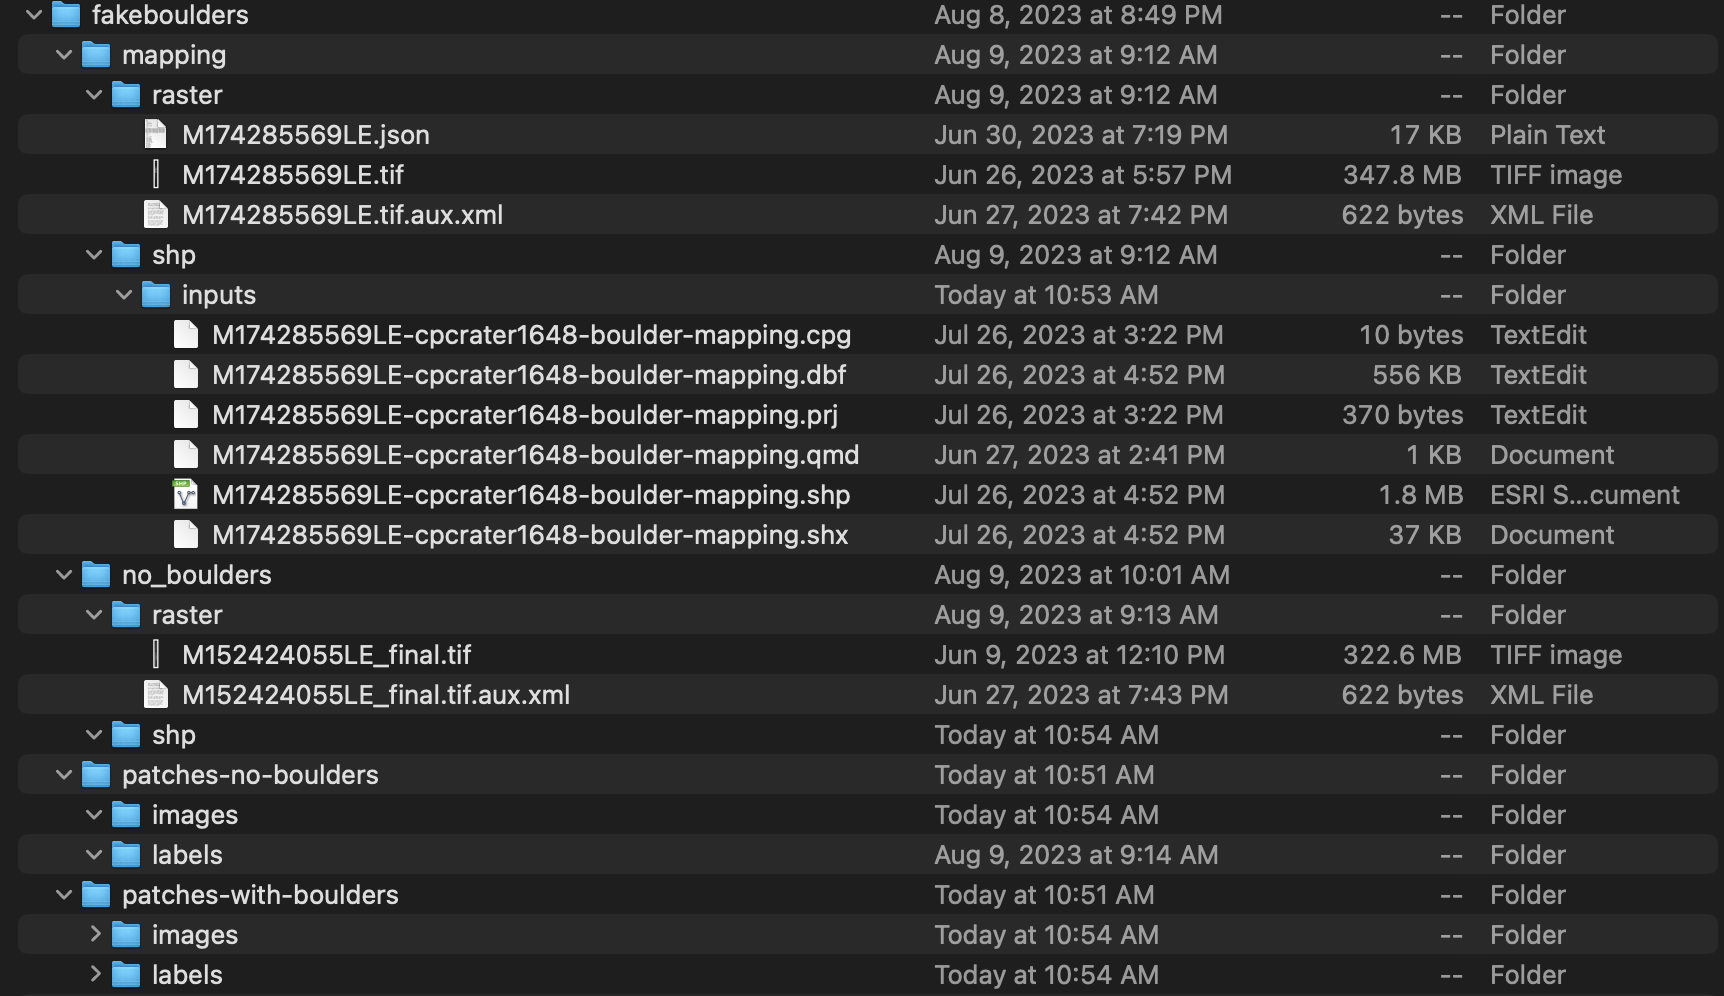 fakeboulders Aug 8, 2023 at 8:49 PM -- Folder
mapping Aug 9, 2023 at 9:12 AM -- Folder
raster Aug 9, 2023 at 9:12 AM -- Folder
M174285569LE.json Jun 30, 2023 at 7:19 PM 17 KB Plain Text
M174285569LE.tif Jun 26, 2023 at 5:57 PM 347.8 MB TIFF image
M174285569LE.tif.aux.xml Jun 27, 2023 at 7:42 PM 622 bytes XML File
shp Aug 9, 2023 at 9:12 AM -- Folder
inputs Today at 10:53 AM -- Folder
M174285569LE-cpcrater1648-boulder-mapping.cpg Jul 26, 2023 at 3:22 PM 10 bytes TextEdit
M174285569LE-cpcrater1648-boulder-mapping.dbf Jul 26, 2023 at 4:52 PM 556 KB TextEdit
M174285569LE-cpcrater1648-boulder-mapping.prj Jul 26, 2023 at 3:22 PM 370 bytes TextEdit
M174285569LE-cpcrater1648-boulder-mapping.qmd Jun 27, 2023 at 2:41 PM 1 KB Document
SHP M174285569LE-cpcrater1648-boulder-mapping.shp Jul 26, 2023 at 4:52 PM 1.8 MB ESRI S...cument
M174285569LE-cpcrater1648-boulder-mapping.shx Jul 26, 2023 at 4:52 PM 37 KB Document
no_boulders Aug 9, 2023 at 10:01 AM -- Folder
raster Aug 9, 2023 at 9:13 AM -- Folder
M152424055LE_final.tif Jun 9, 2023 at 12:10 PM 322.6 MB TIFF image
M152424055LE_final.tif.aux.xml Jun 27, 2023 at 7:43 PM 622 bytes XML File
shp Today at 10:54 AM -- Folder
patches-no-boulders Today at 10:51 AM -- Folder
images Today at 10:54 AM -- Folder
labels Aug 9, 2023 at 9:14 AM -- Folder
patches-with-boulders Today at 10:51 AM -- Folder
images Today at 10:54 AM -- Folder
labels Today at 10:54 AM -- Folder